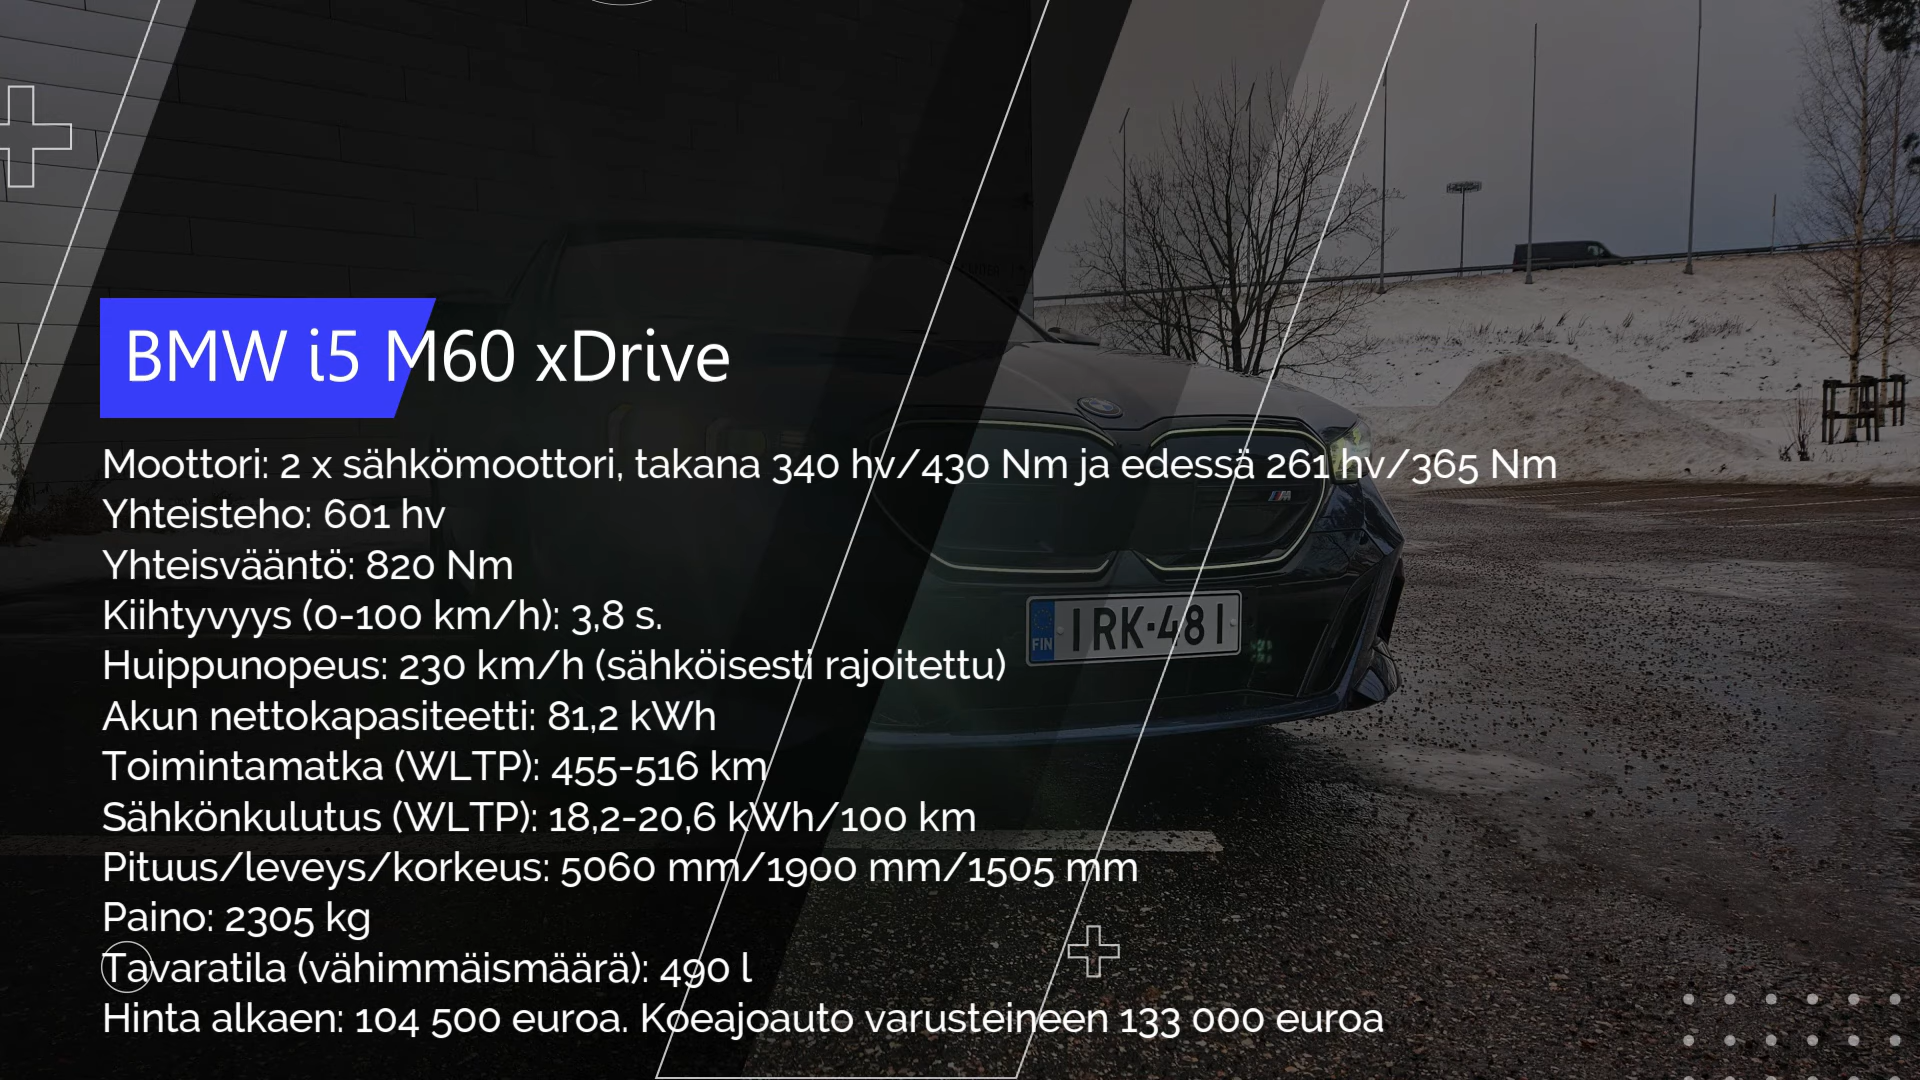 BMW i5 M60 xDrive
Moottori: 2 x sähkömoottori, takana 340 hv/430 Nm ja edessä 261 hv/365 Nm
Yhteisteho: 601 hv
Yhteisvääntö: 820 Nm
Kiihtyvyys (0-100 km/h): 3,8 s.
Huippunopeus: 230 km/h (sähköisesti rajoitettu)
Akun nettokapasiteetti: 81,2 kWh
Toimintamatka (WLTP): 455-516 km
Sähkönkulutus (WLTP): 18,2-20,6 kWh/100 km
Pituus/leveys/korkeus: 5060 mm/1900 mm/1505 mm
Paino: 2305 kg
Tavaratila (vähimmäismäärä): 490 l
Hinta alkaen: 104 500 euroa. Koeajoauto varusteineen 133 000 euroa
FIN IRK-481